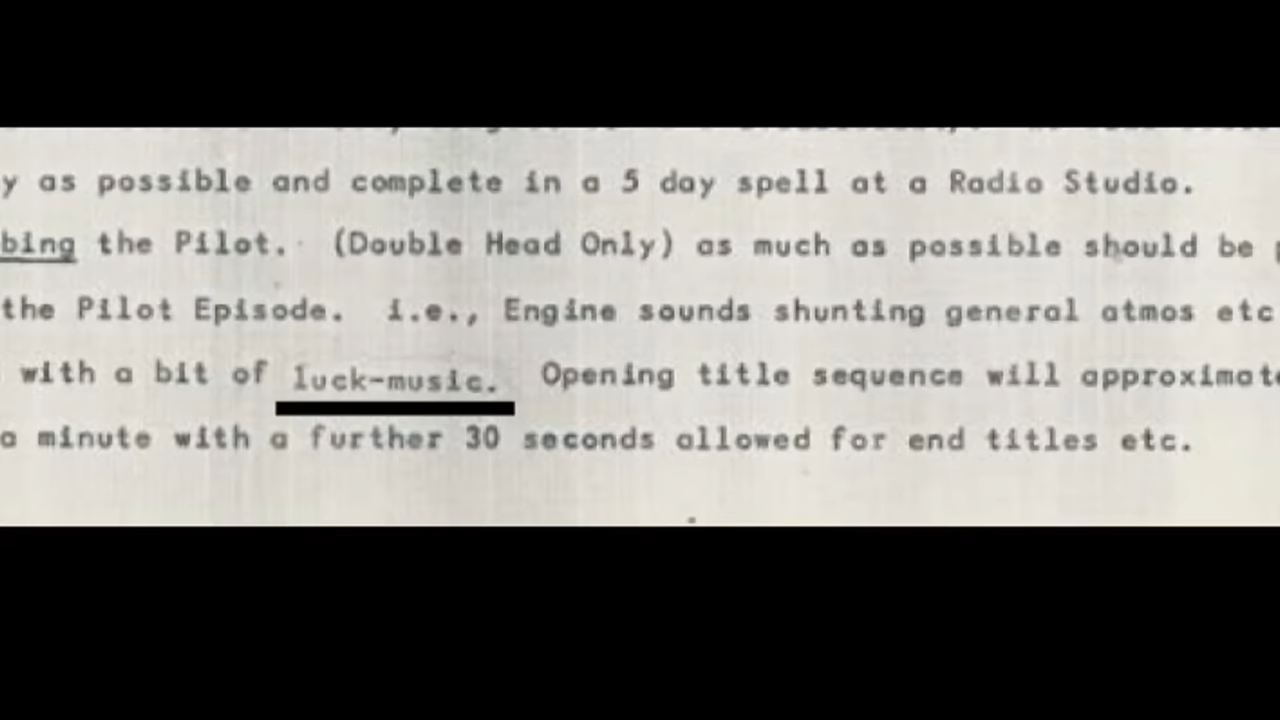 y as possible and complete in a 5 day spell at a Radio Studio.
bing the Pilot. (Double Head Only) as much as possible should be
the Pilot Episode. i.e., Engine sounds shunting general atmos etc
with a bit of luck-music. Opening title sequence will approximate
a minute with a further 30 seconds allowed for end titles etc.